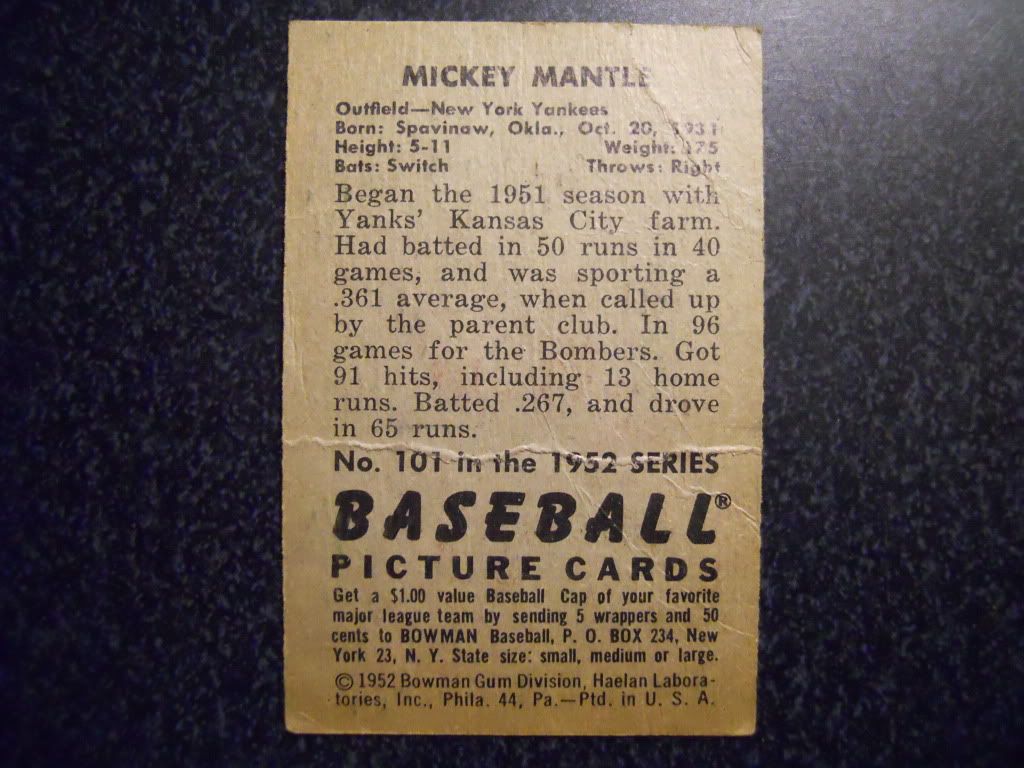 MICKEY MANTLE
Outfield—New York Yankees
Born: Spavinaw, Okla., Oct. 20, 1931
Height: 5-11 Weight: 175
Bats: Switch Throws: Right
Began the 1951 season with
Yanks' Kansas City farm.
Had batted in 50 runs in 40
games, and was sporting a
.361 average, when called up
by the parent club. In 96
games for the Bombers. Got
91 hits, including 13 home
runs. Batted .267, and drove
in 65 runs.
No. 101 in the 1952 SERIES
BASEBALL®
PICTURE CARDS
Get a $1.00 value Baseball Cap of your favorite
major league team by sending 5 wrappers and 50
cents to BOWMAN Baseball, P. O. BOX 234, New
York 23, N. Y. State size: small, medium or large.
© 1952 Bowman Gum Division, Haelan Labora-
tories, Inc., Phila. 44, Pa.—Ptd. in U. S. A.